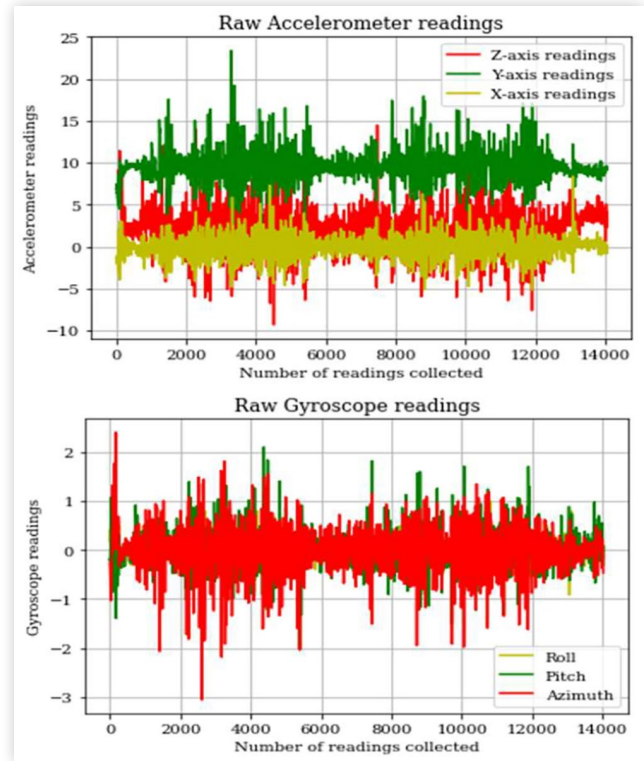 Raw Accelerometer readings
25
20
15
10
5
0
−5
−10
Accelerometer readings
Z-axis readings
Y-axis readings
X-axis readings
0 2000 4000 6000 8000 10000 12000 14000
Number of readings collected
Raw Gyroscope readings
2
1
0
−1
−2
−3
Gyroscope readings
Roll
Pitch
Azimuth
0 2000 4000 6000 8000 10000 12000 14000
Number of readings collected